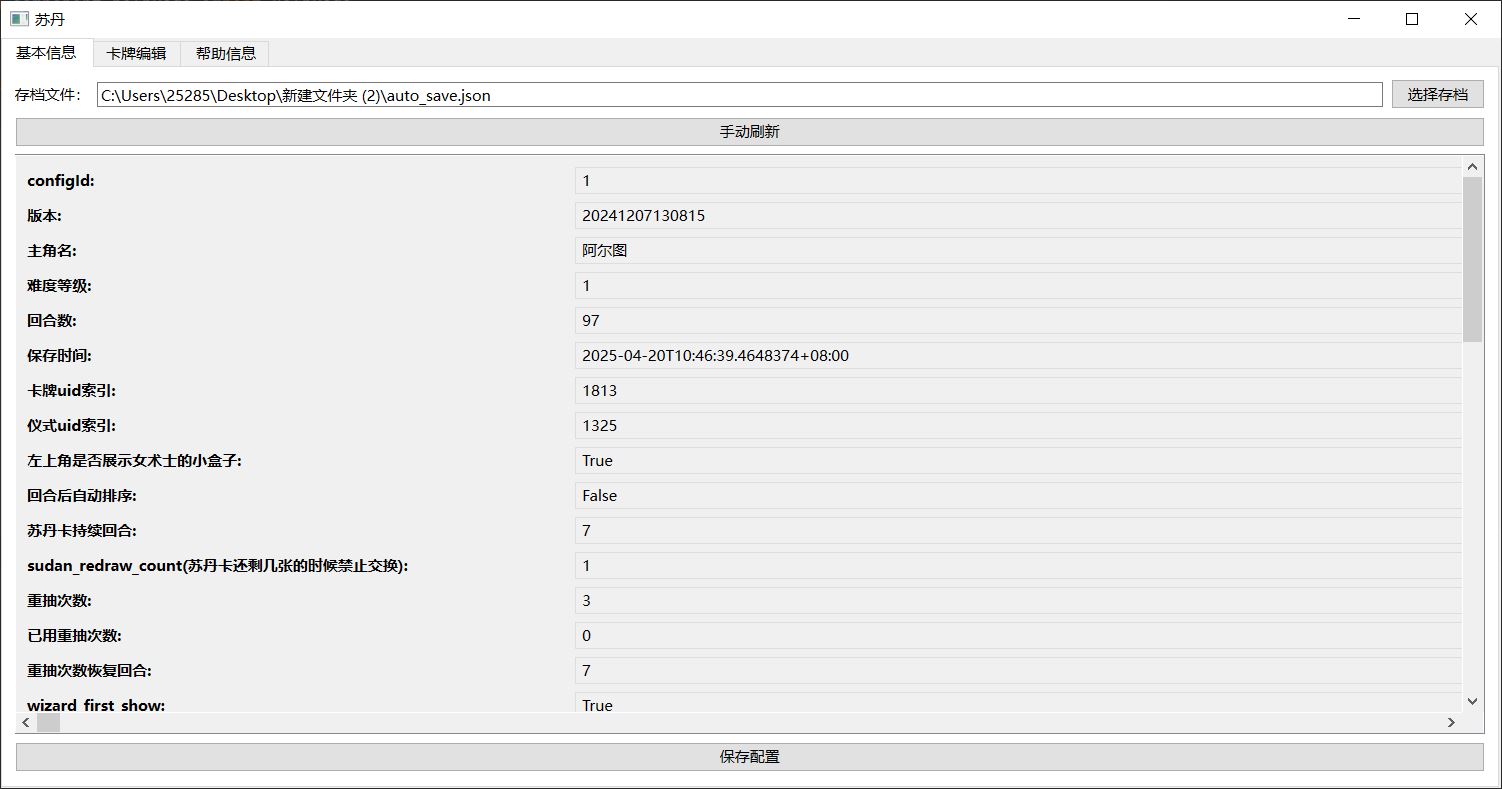 苏丹
基本信息 卡牌编辑 帮助信息
存档文件： C:\Users\25285\Desktop\新建文件夹 (2)\auto_save.json 选择存档
手动刷新
configId: 1
版本: 20241207130815
主角名: 阿尔图
难度等级: 1
回合数: 97
保存时间: 2025-04-20T10:46:39.4648374+08:00
卡牌uid索引: 1813
仪式uid索引: 1325
左上角是否展示女术士的小盒子: True
回合后自动排序: False
苏丹卡持续回合: 7
sudan_redraw_count(苏丹卡还剩几张的时候禁止交换): 1
重抽次数: 3
已用重抽次数: 0
重抽次数恢复回合: 7
wizard_first_show: True
保存配置